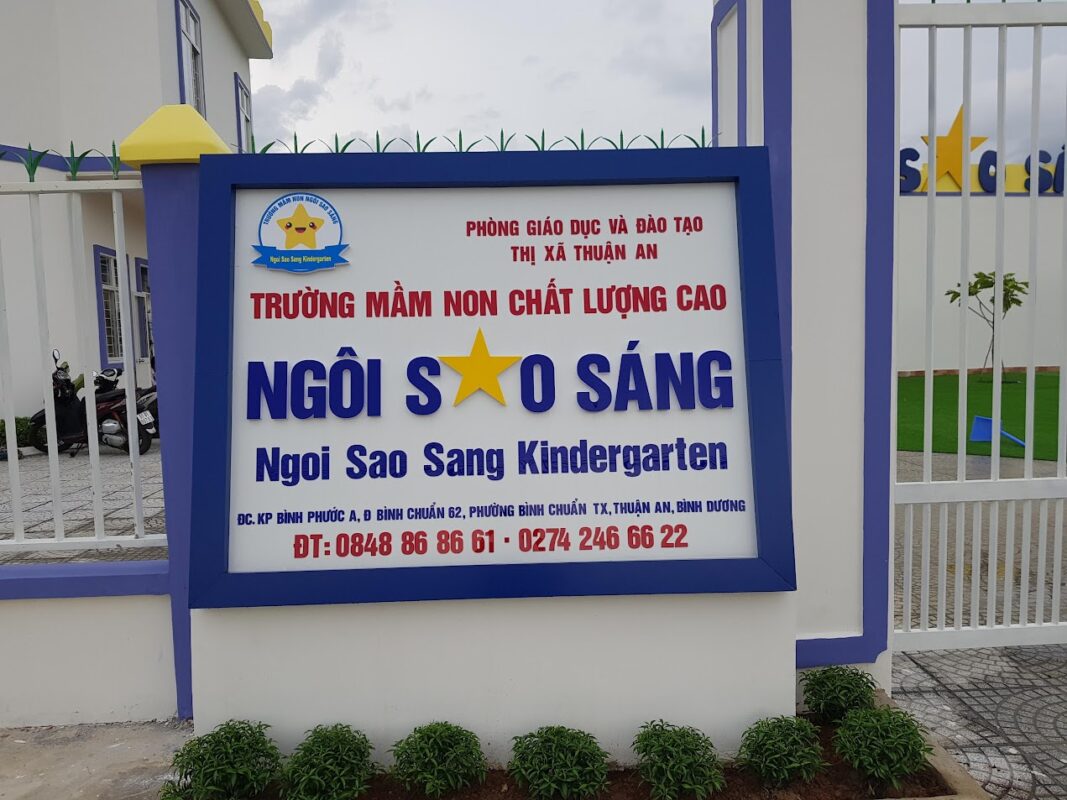 TRƯỜNG MẦM NON NGÔI SAO SÁNG
Ngoi Sao Sang Kindergarten
PHÒNG GIÁO DỤC VÀ ĐÀO TẠO
THỊ XÃ THUẬN AN
TRƯỜNG MẦM NON CHẤT LƯỢNG CAO
NGÔI SAO SÁNG
Ngoi Sao Sang Kindergarten
ĐC. KP BÌNH PHƯỚC A, Đ BÌNH CHUẨN 62, PHƯỜNG BÌNH CHUẨN TX, THUẬN AN, BÌNH DƯƠNG
ĐT: 0848 86 86 61 · 0274 246 66 22
SAO SÁ